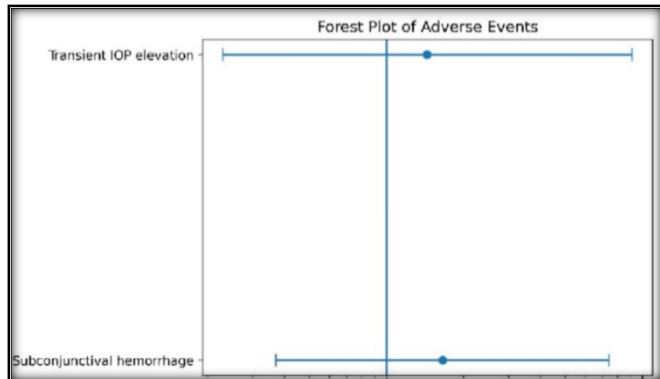 Forest Plot of Adverse Events
Transient IOP elevation
Subconjunctival hemorrhage